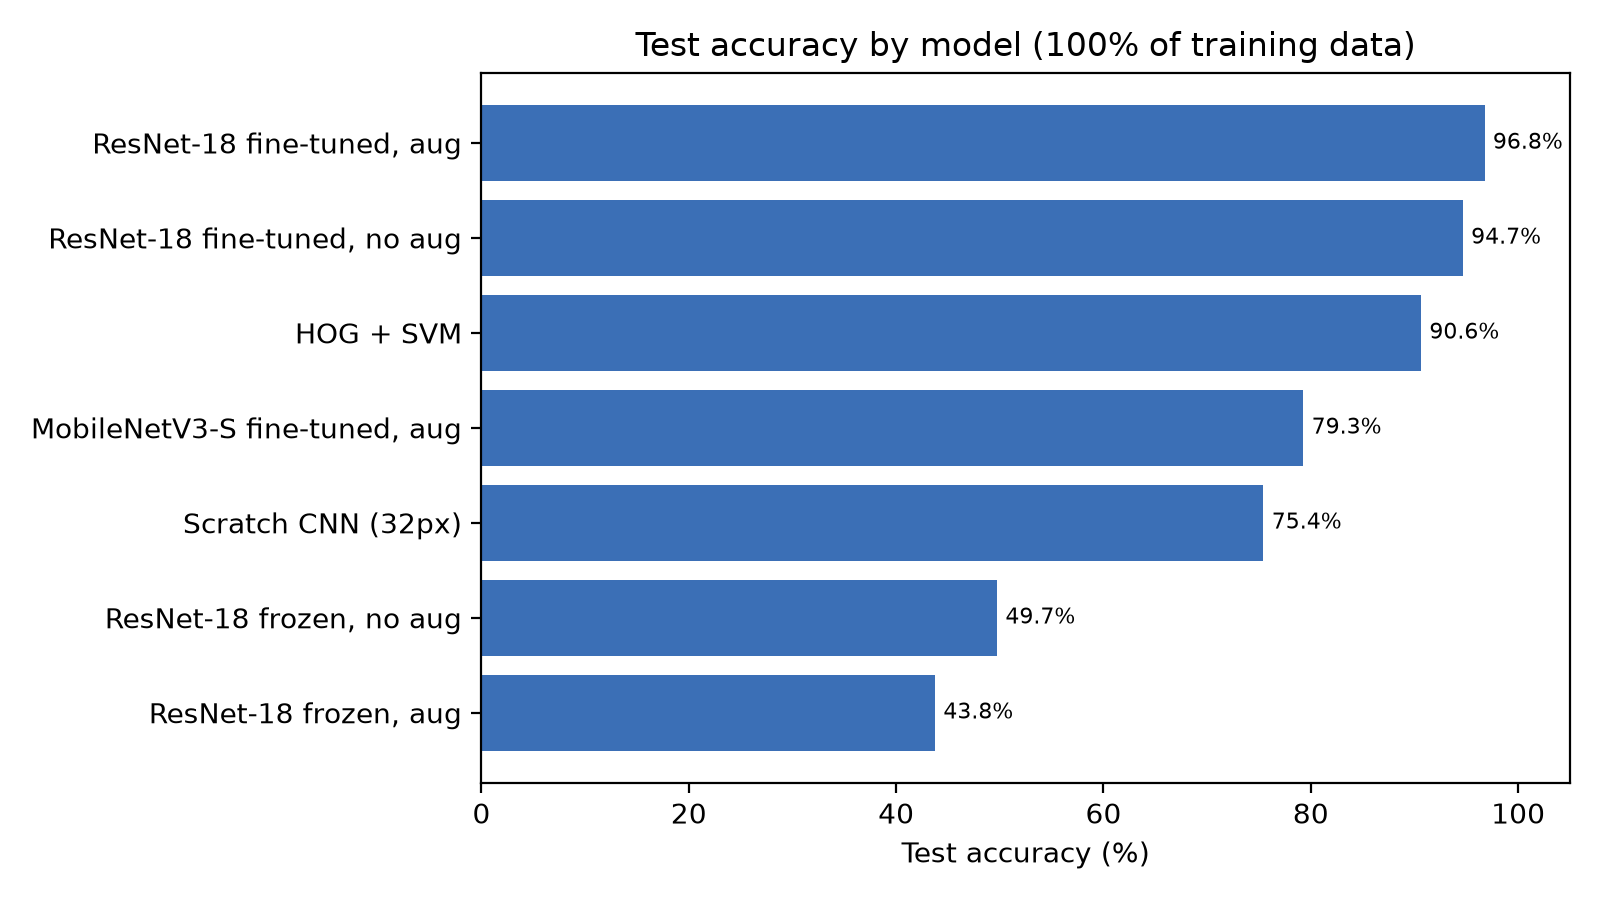 Test accuracy by model (100% of training data)
ResNet-18 fine-tuned, aug 96.8%
ResNet-18 fine-tuned, no aug 94.7%
HOG + SVM 90.6%
MobileNetV3-S fine-tuned, aug 79.3%
Scratch CNN (32px) 75.4%
ResNet-18 frozen, no aug 49.7%
ResNet-18 frozen, aug 43.8%
0 20 40 60 80 100
Test accuracy (%)